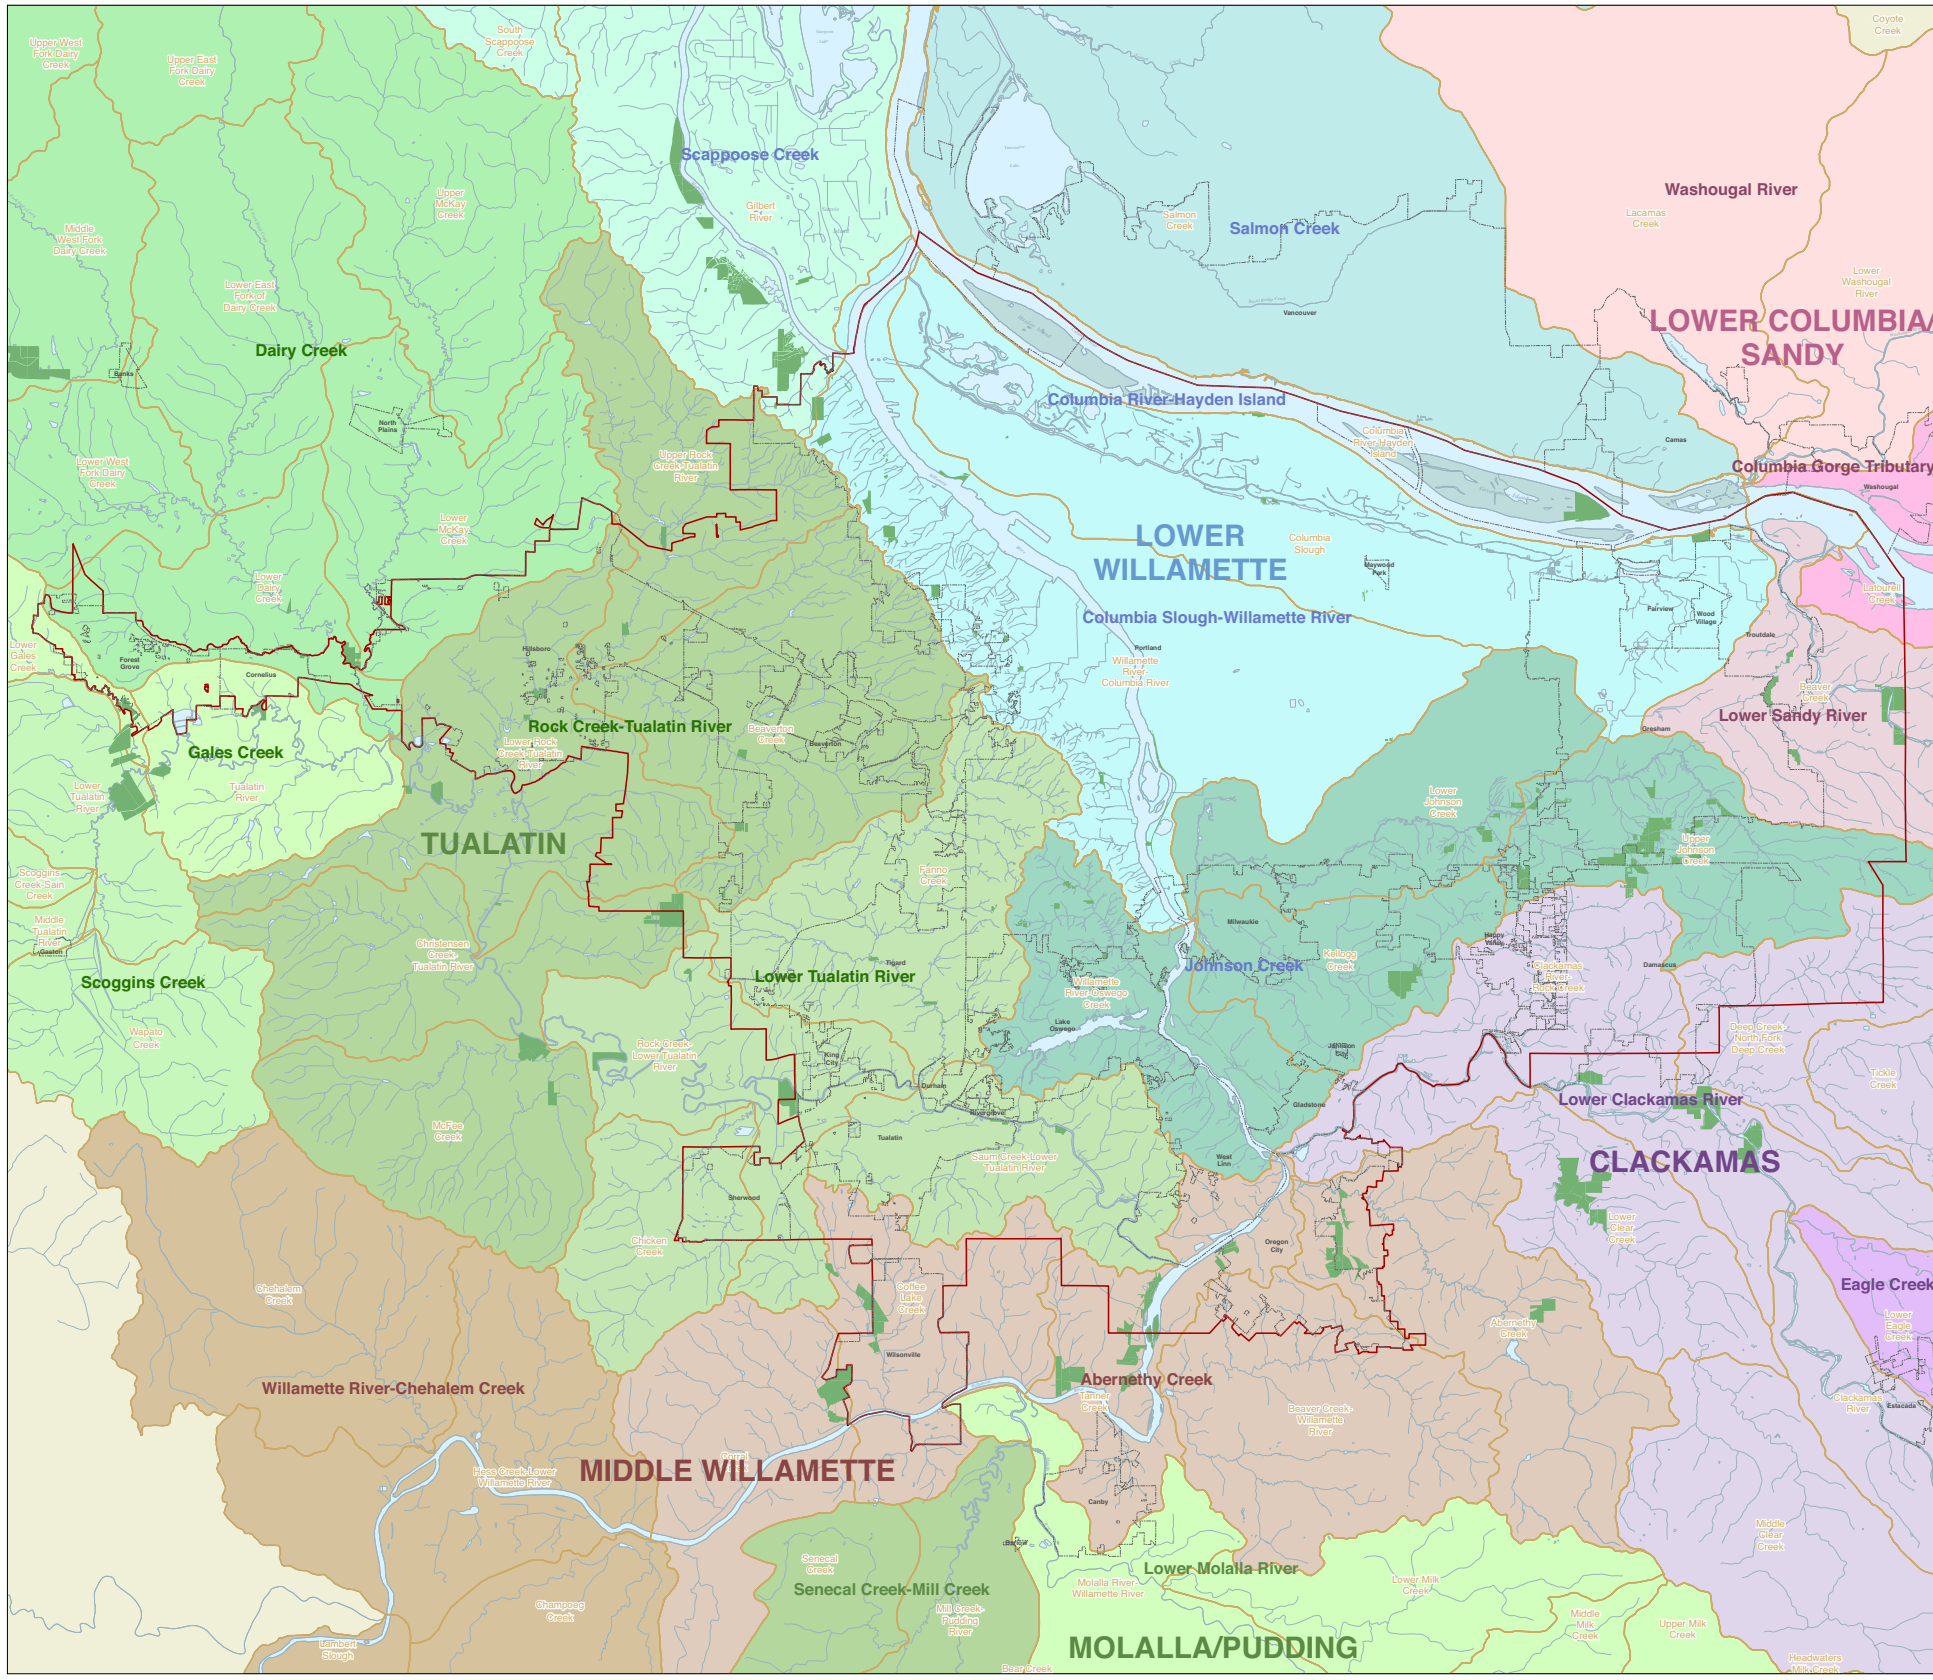 Upper West
Fork Dairy
Creek
Upper East
Fork Dairy
Creek
South
Scappoose
Creek
Coyote
Creek
Scappoose Creek
Upper
McKay
Creek
Gilbert
River
Salmon
Creek
Salmon Creek
Washougal River
Lacamas
Creek
Middle
West Fork
Dairy Creek
Lower East
Fork of
Dairy Creek
Lower
Washougal
River
Vancouver
LOWER COLUMBIA/
SANDY
Dairy Creek
Banks
North
Plains
Columbia River-Hayden Island
Columbia
River Hayden
Island
Camas
Lower West
Fork Dairy
Creek
Upper Rock
Creek-Tualatin
River
Columbia Gorge Tributary
Washougal
Lower
McKay
Creek
LOWER
WILLAMETTE
Columbia
Slough
Maywood
Park
Lower
Dairy
Creek
Latourell
Creek
Fairview
Wood
Village
Columbia Slough-Willamette River
Troutdale
Lower
Gales
Creek
Forest
Grove
Cornelius
Hillsboro
Portland
Willamette
River-
Columbia River
Beaver
Creek
Lower Sandy River
Gresham
Rock Creek-Tualatin River
Lower Rock
Creek-Tualatin
River
Beaverton
Creek
Beaverton
Gales Creek
Tualatin
River
Lower
Tualatin
River
Lower
Johnson
Creek
TUALATIN
Upper
Johnson
Creek
Scoggins
Creek-Sain
Creek
Fanno
Creek
Middle
Tualatin
River
Gaston
Christensen
Creek-
Tualatin River
Milwaukie
Happy
Valley
Kellogg
Creek
Johnson Creek
Clackamas
River-
Rock Creek
Damascus
Scoggins Creek
Lower Tualatin River
Tigard
Willamette
River-Oswego
Creek
Lake
Oswego
Wapato
Creek
Rock Creek-
Lower Tualatin
River
King
City
Johnson
City
Deep Creek-
North Fork
Deep Creek
Tickle
Creek
Durham
Rivergrove
Gladstone
Lower Clackamas River
McFee
Creek
Tualatin
Saum Creek-Lower
Tualatin River
West
Linn
CLACKAMAS
Sherwood
Chicken
Creek
Oregon
City
Lower
Clear
Creek
Chehalem
Creek
Coffee
Lake
Creek
Eagle Creek
Lower
Eagle
Creek
Abernethy
Creek
Wilsonville
Willamette River-Chehalem Creek
Abernethy Creek
Tanner
Creek
Beaver Creek-
Willamette
River
Clackamas
River
Estacada
Corral
MIDDLE WILLAMETTE
Hess Creek-Lower
Willamette River
Canby
Barlow
Middle
Clear
Creek
Senecal
Creek
Senecal Creek-Mill Creek
Lower Molalla River
Molalla River-
Willamette River
Lower Milk
Creek
Champoeg
Creek
Mill Creek-
Pudding
River
Middle
Milk
Creek
Upper Milk
Creek
Lambert
Slough
MOLALLA/PUDDING
Bear Creek
Headwaters
Milk Creek